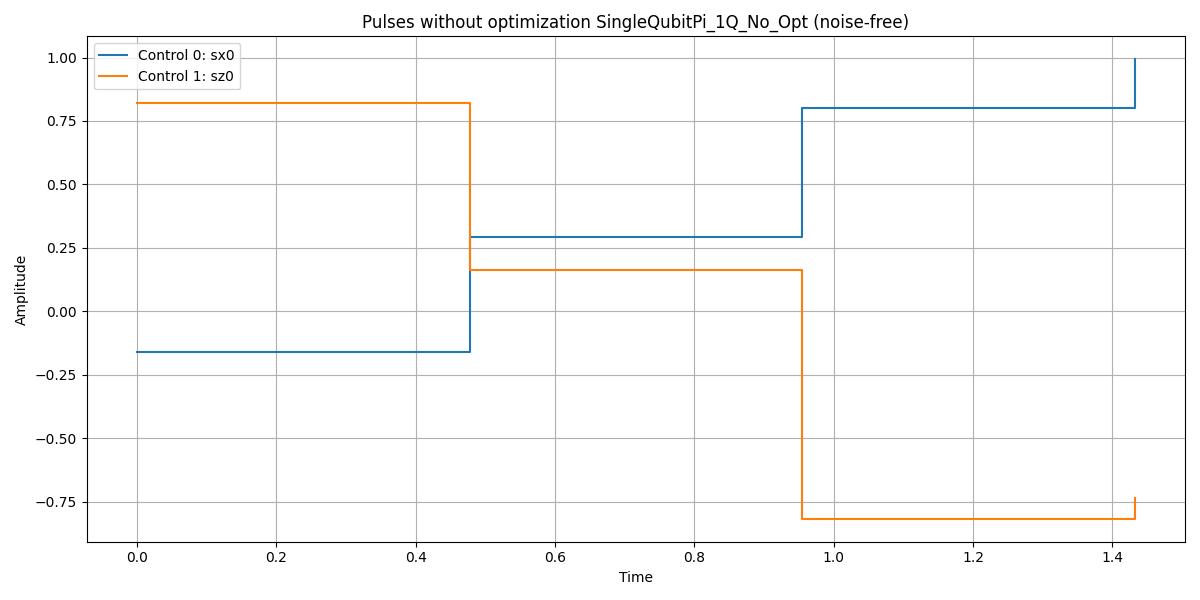 Pulses without optimization SingleQubitPi_1Q_No_Opt (noise-free)
Control 0: sx0
Control 1: sz0
1.00
0.75
0.50
0.25
0.00
−0.25
−0.50
−0.75
Amplitude
0.0 0.2 0.4 0.6 0.8 1.0 1.2 1.4
Time